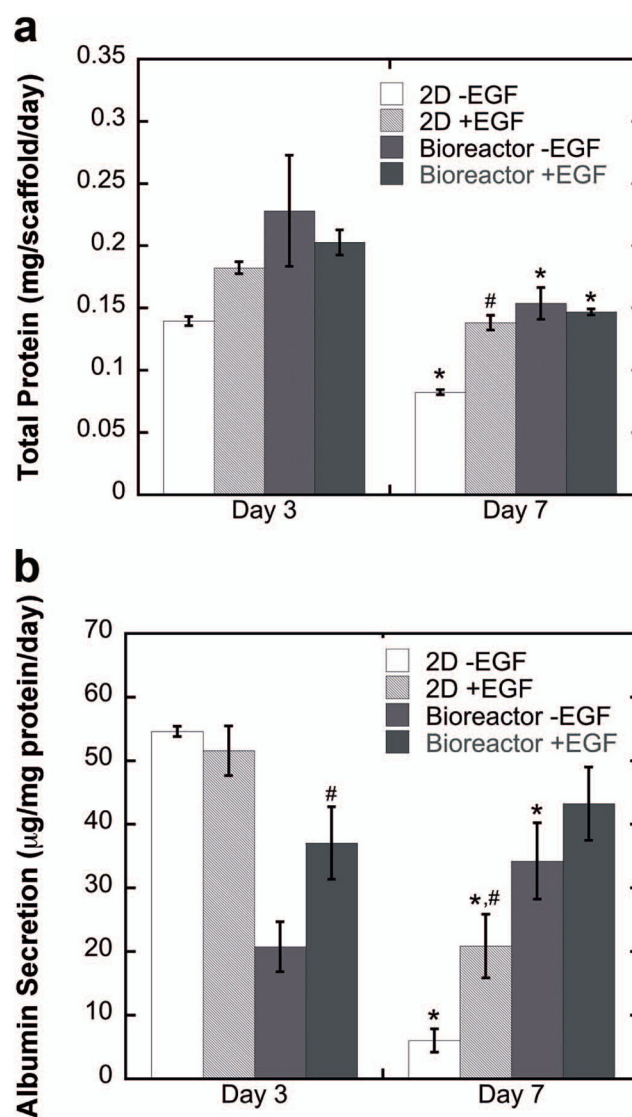 a
Total Protein (mg/scaffold/day)
0.35
0.3
0.25
0.2
0.15
0.1
0.05
0
2D -EGF
2D +EGF
Bioreactor -EGF
Bioreactor +EGF
*
#
*
*
Day 3
Day 7
b
Albumin Secretion (μg/mg protein/day)
70
60
50
40
30
20
10
0
2D -EGF
2D +EGF
Bioreactor -EGF
Bioreactor +EGF
#
*
*,#
*
Day 3
Day 7